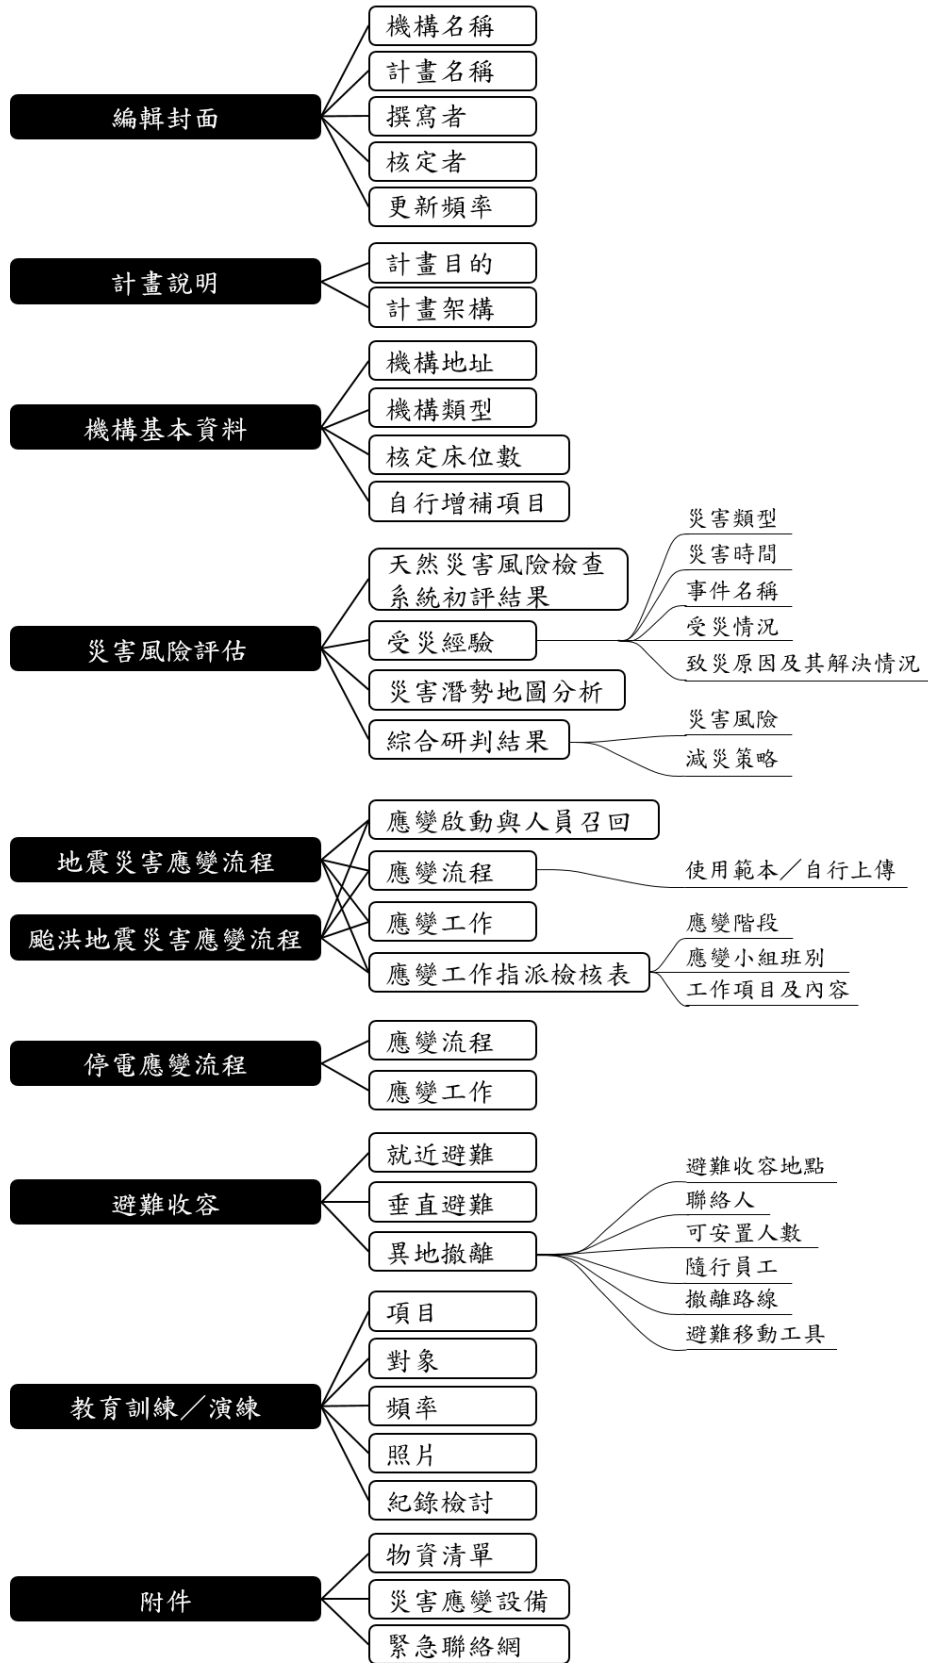 編輯封面
機構名稱
計畫名稱
撰寫者
核定者
更新頻率
計畫說明
計畫目的
計畫架構
機構基本資料
機構地址
機構類型
核定床位數
自行增補項目
災害風險評估
天然災害風險檢查
系統初評結果
受災經驗
災害類型
災害時間
事件名稱
受災情況
致災原因及其解決情況
災害潛勢地圖分析
綜合研判結果
災害風險
減災策略
地震災害應變流程
颱洪地震災害應變流程
應變啟動與人員召回
應變流程
使用範本／自行上傳
應變工作
應變工作指派檢核表
應變階段
應變小組班別
工作項目及內容
停電應變流程
應變流程
應變工作
避難收容
就近避難
垂直避難
異地撤離
避難收容地點
聯絡人
可安置人數
隨行員工
撤離路線
避難移動工具
教育訓練／演練
項目
對象
頻率
照片
紀錄檢討
附件
物資清單
災害應變設備
緊急聯絡網